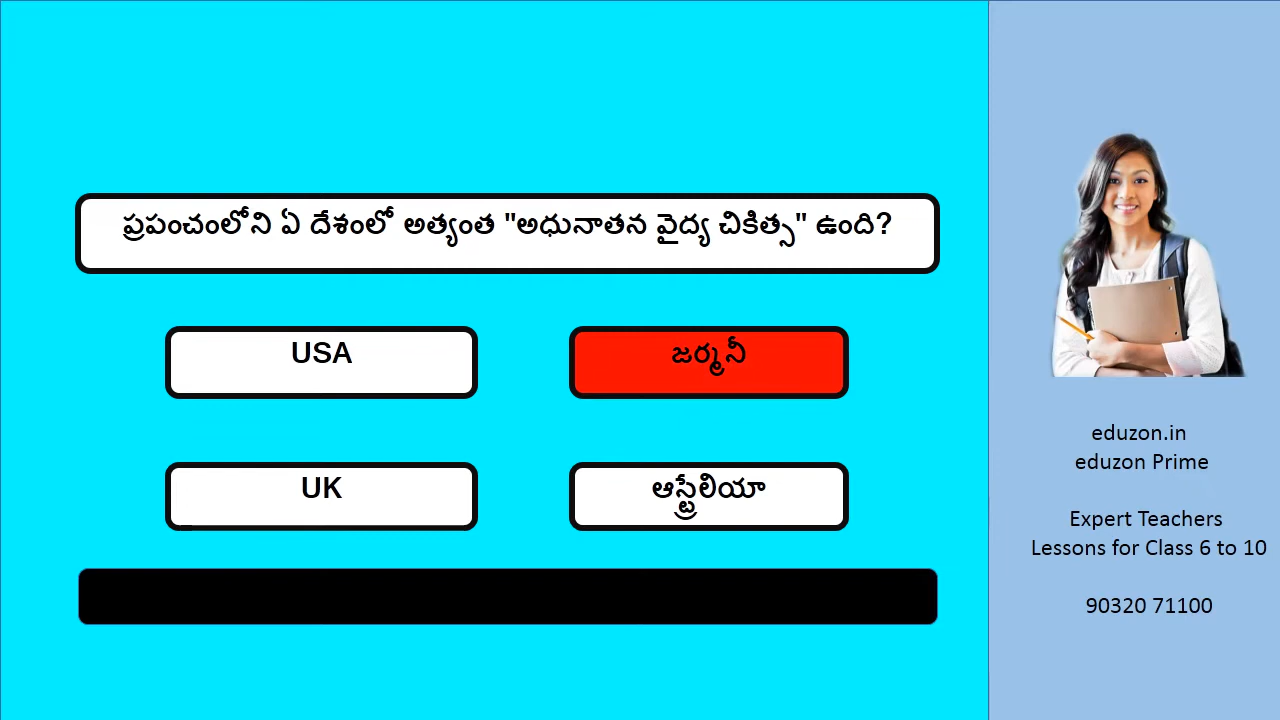 ప్రపంచంలోని ఏ దేశంలో అత్యంత "అధునాతన వైద్య చికిత్స" ఉంది?
USA
జర్మనీ
UK
ఆస్ట్రేలియా
eduzon.in
eduzon Prime
Expert Teachers
Lessons for Class 6 to 10
90320 71100